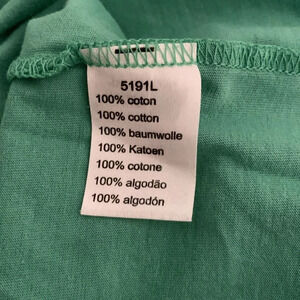 5191L
100% coton
100% cotton
100% baumwolle
100% Katoen
100% cotone
100% algodão
100% algodón